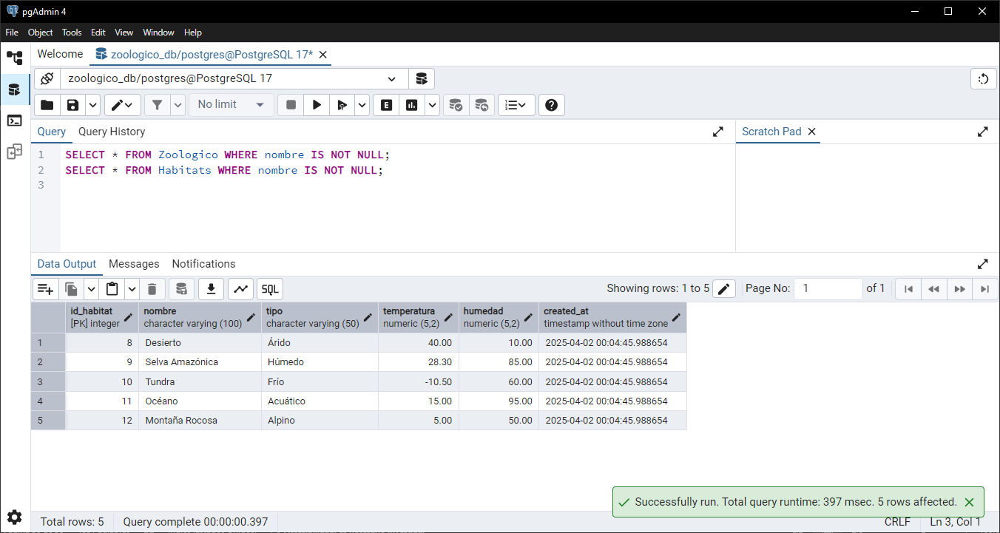 pgAdmin 4
File Object Tools Edit View Window Help
Welcome zoologico_db/postgres@PostgreSQL 17*
zoologico_db/postgres@PostgreSQL 17
No limit
E
Query Query History
Scratch Pad
1 SELECT * FROM Zoologico WHERE nombre IS NOT NULL;
2 SELECT * FROM Habitats WHERE nombre IS NOT NULL;
3
Data Output Messages Notifications
SQL Showing rows: 1 to 5 Page No: 1 of 1
id_habitat nombre tipo temperatura humedad created_at
[PK] integer character varying (100) character varying (50) numeric (5,2) numeric (5,2) timestamp without time zone
1 8 Desierto Árido 40.00 10.00 2025-04-02 00:04:45.988654
2 9 Selva Amazónica Húmedo 28.30 85.00 2025-04-02 00:04:45.988654
3 10 Tundra Frío -10.50 60.00 2025-04-02 00:04:45.988654
4 11 Océano Acuático 15.00 95.00 2025-04-02 00:04:45.988654
5 12 Montaña Rocosa Alpino 5.00 50.00 2025-04-02 00:04:45.988654
Successfully run. Total query runtime: 397 msec. 5 rows affected.
Total rows: 5 Query complete 00:00:00.397 CRLF Ln 3, Col 1